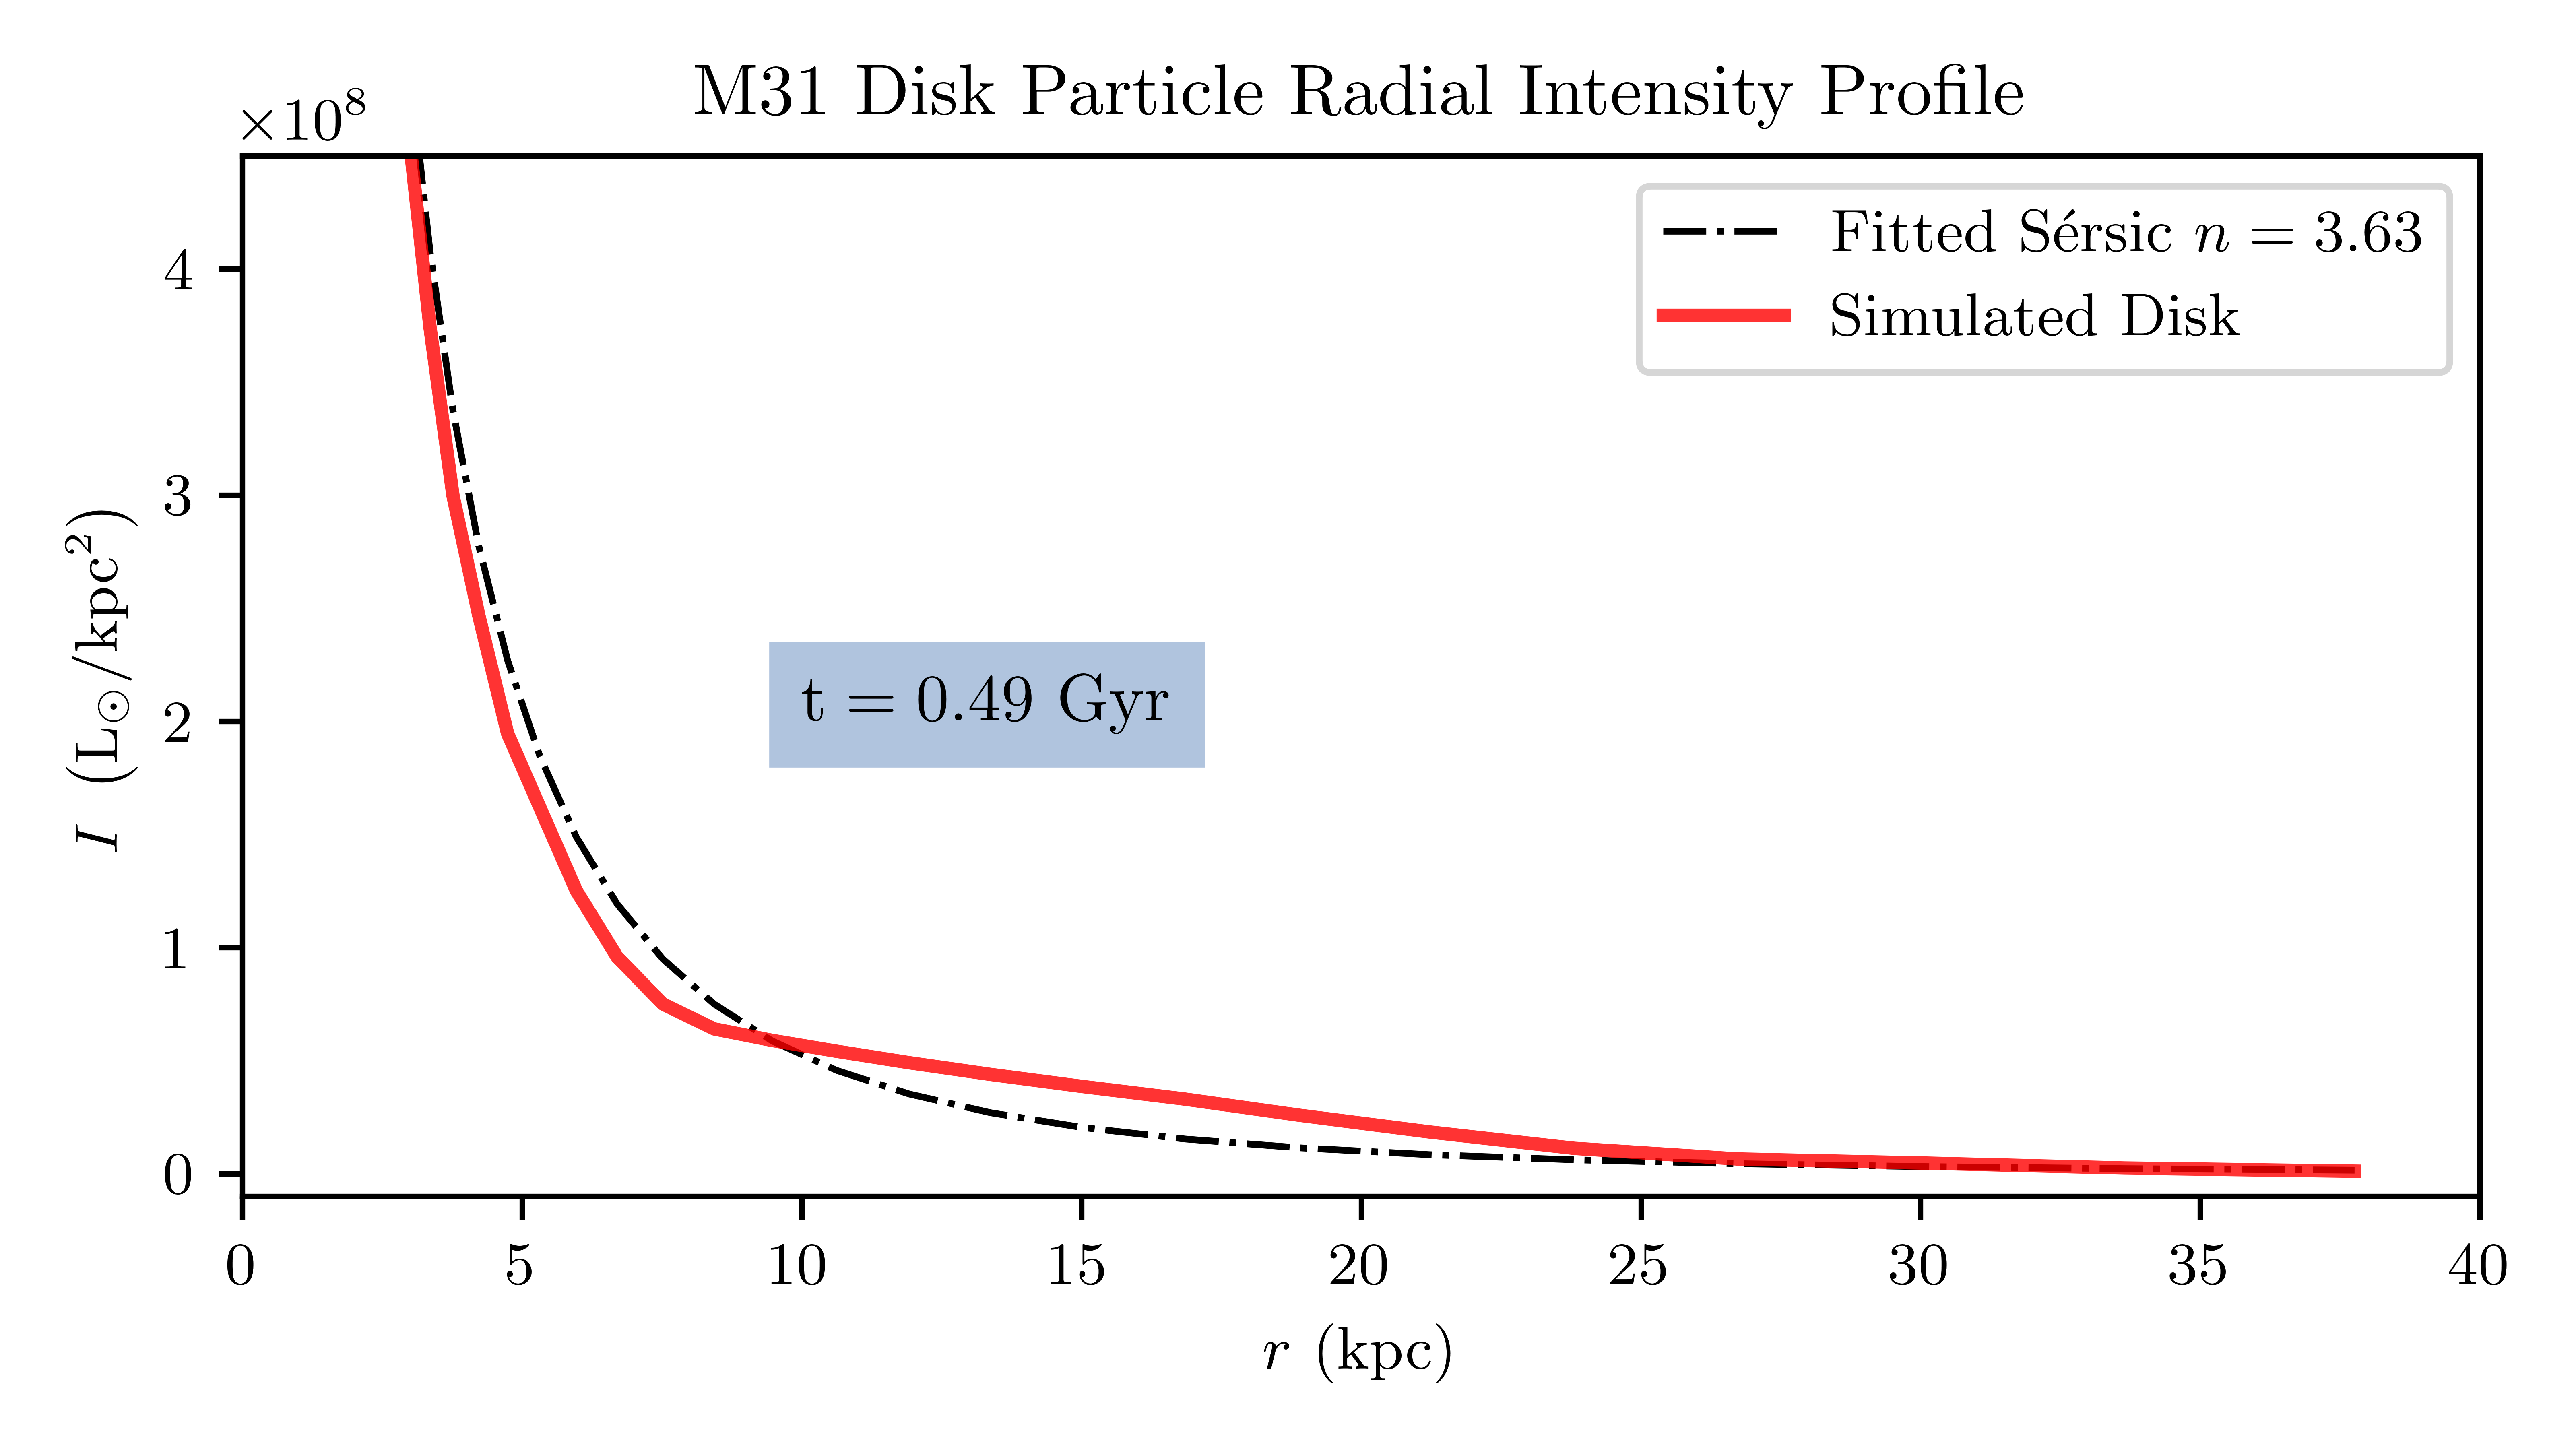 M31 Disk Particle Radial Intensity Profile
×10⁸
Fitted Sérsic n = 3.63
Simulated Disk
t = 0.49 Gyr
I (L⊙/kpc²)
4
3
2
1
0
0 5 10 15 20 25 30 35 40
r (kpc)